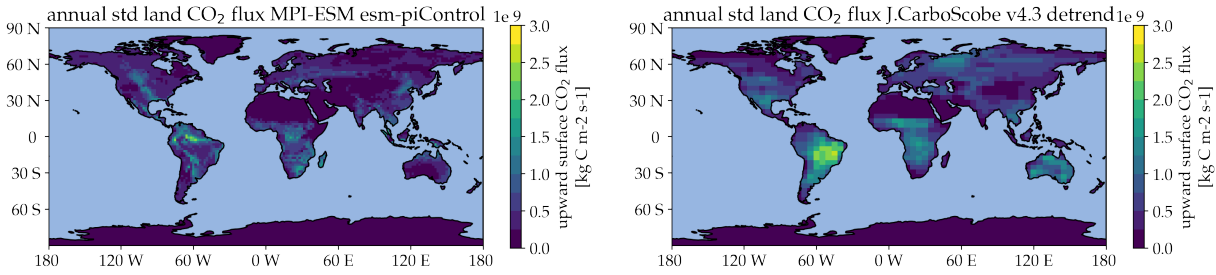 annual std land CO₂ flux MPI-ESM esm-piControl
1e9
90 N
60 N
30 N
0
30 S
60 S
180 120 W 60 W 0 W 60 E 120 E 180
3.0
2.5
2.0
1.5
1.0
0.5
0.0
upward surface CO₂ flux
[kg C m-2 s-1]
annual std land CO₂ flux J.CarboScobe v4.3 detrend
1e9
90 N
60 N
30 N
0
30 S
60 S
180 120 W 60 W 0 W 60 E 120 E 180
3.0
2.5
2.0
1.5
1.0
0.5
0.0
upward surface CO₂ flux
[kg C m-2 s-1]